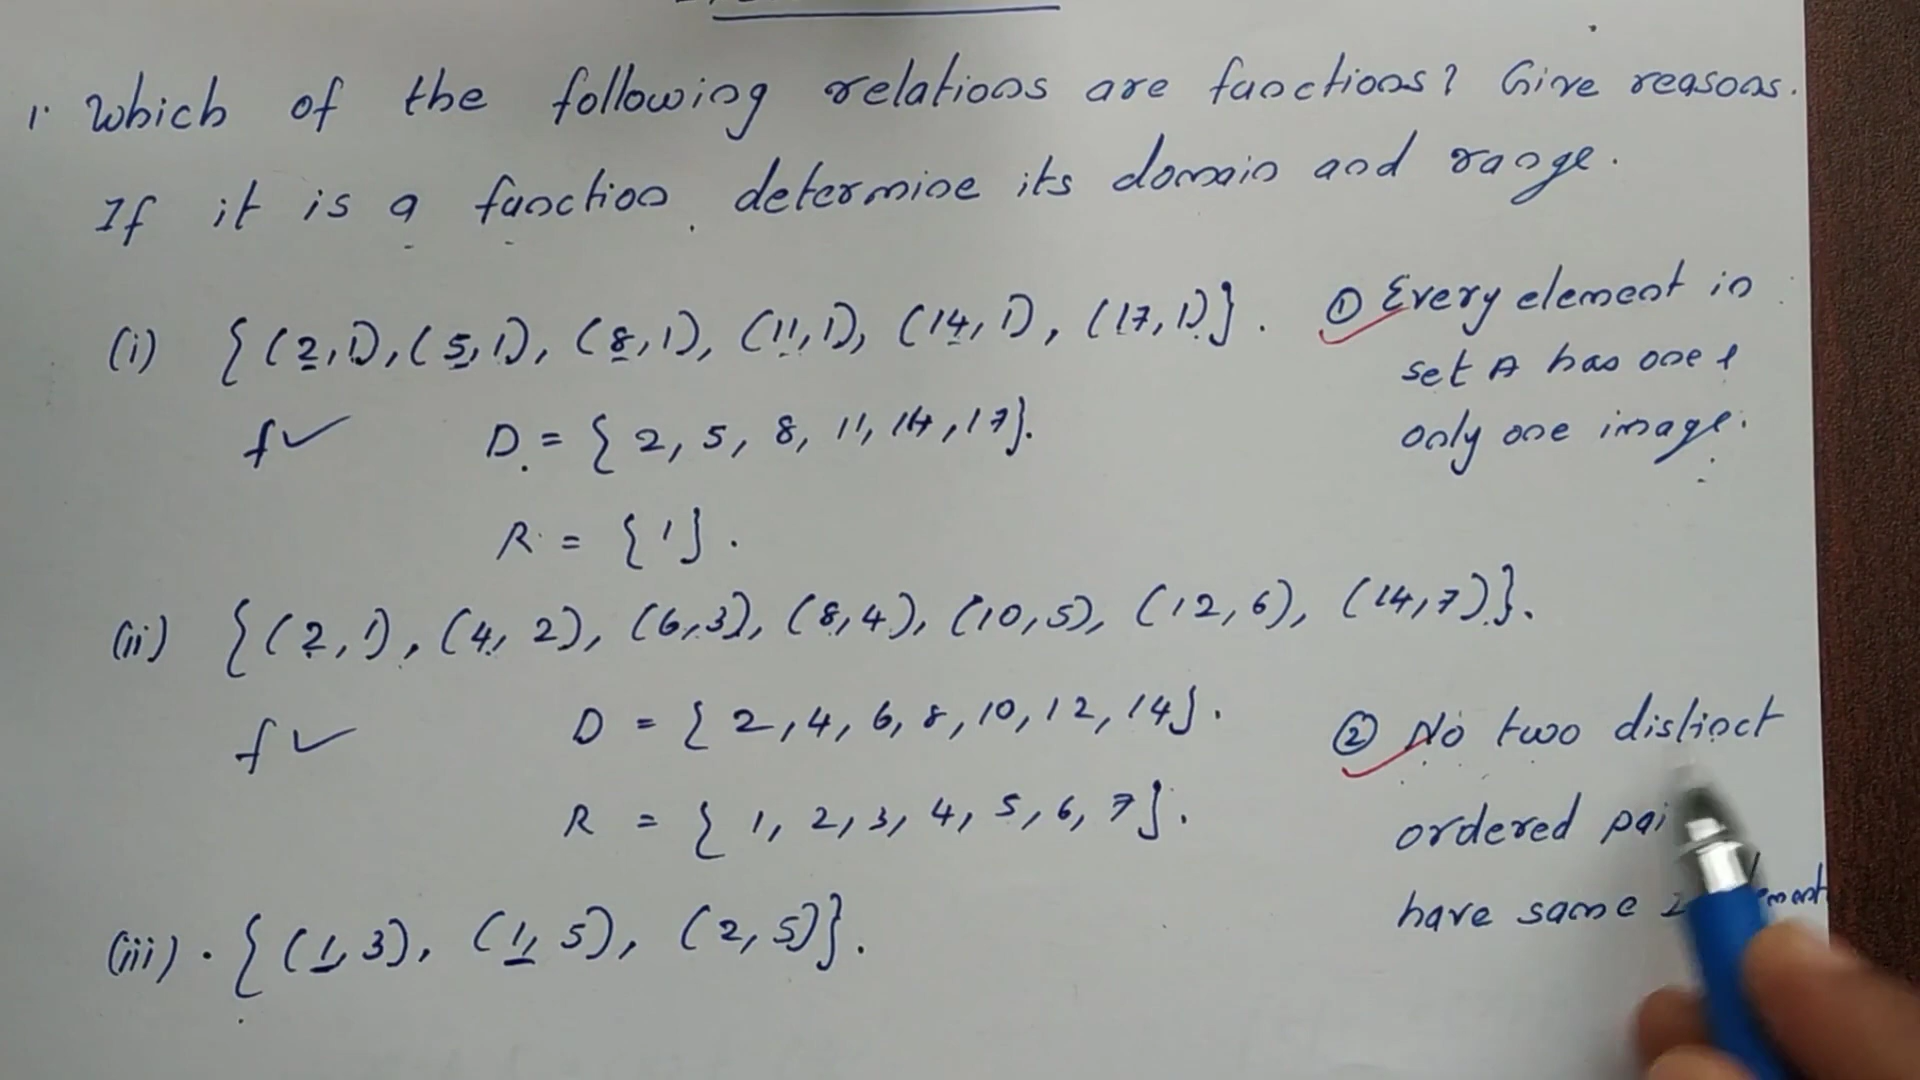 1. Which of the following relations are functions? Give reasons.
If it is a function determine its domain and range.
(i) {(2,1),(5,1),(8,1),(11,1),(14,1),(17,1)}.
① Every element in
set A has one &
only one image.
f✓ D = {2, 5, 8, 11, 14, 17}.
R = {1}.
(ii) {(2,1),(4,2),(6,3),(8,4),(10,5),(12,6),(14,7)}.
f✓ D = {2,4,6,8,10,12,14}.
R = {1,2,3,4,5,6,7}.
② No two distinct
ordered
have same
(iii) {(1,3),(1,5),(2,5)}.